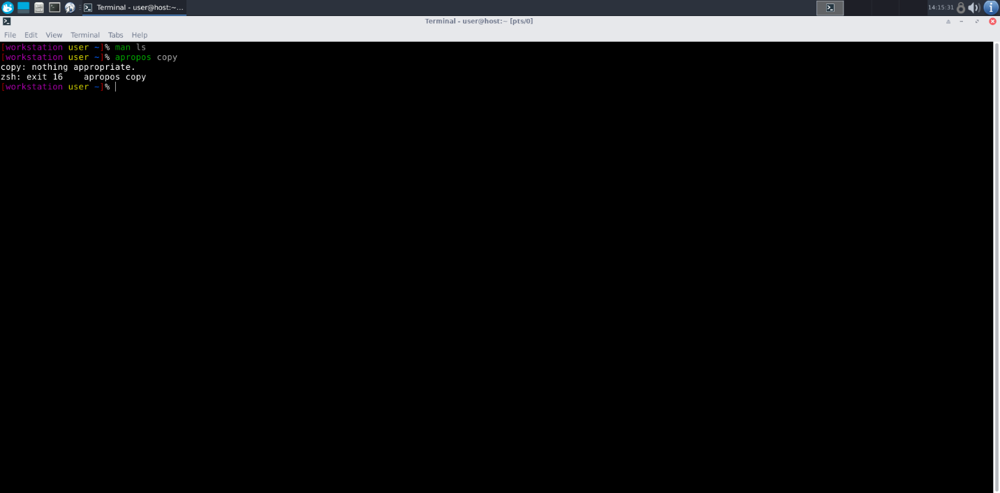 Terminal - user@host:~...
14:15:31
Terminal - user@host:~ [pts/0]
File Edit View Terminal Tabs Help
[workstation user ~]% man ls
[workstation user ~]% apropos copy
copy: nothing appropriate.
zsh: exit 16    apropos copy
[workstation user ~]%